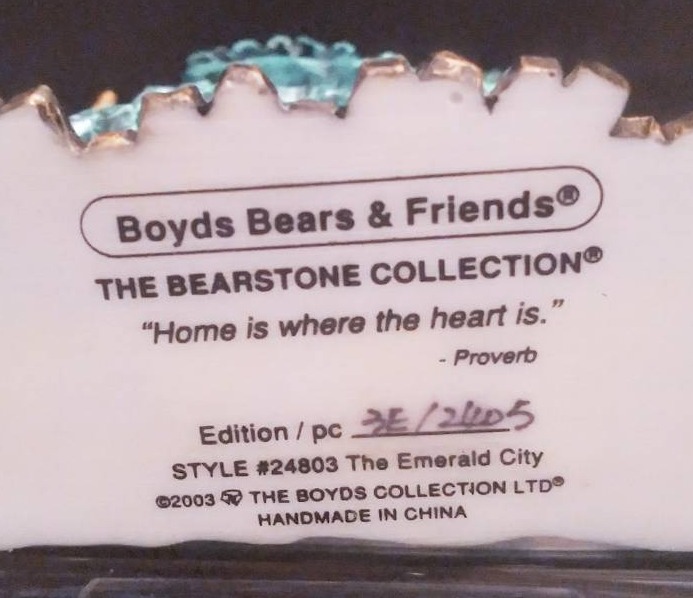 Boyds Bears & Friends®
THE BEARSTONE COLLECTION®
"Home is where the heart is."
- Proverb
Edition / pc 3E/2405
STYLE #24803 The Emerald City
©2003 THE BOYDS COLLECTION LTD®
HANDMADE IN CHINA